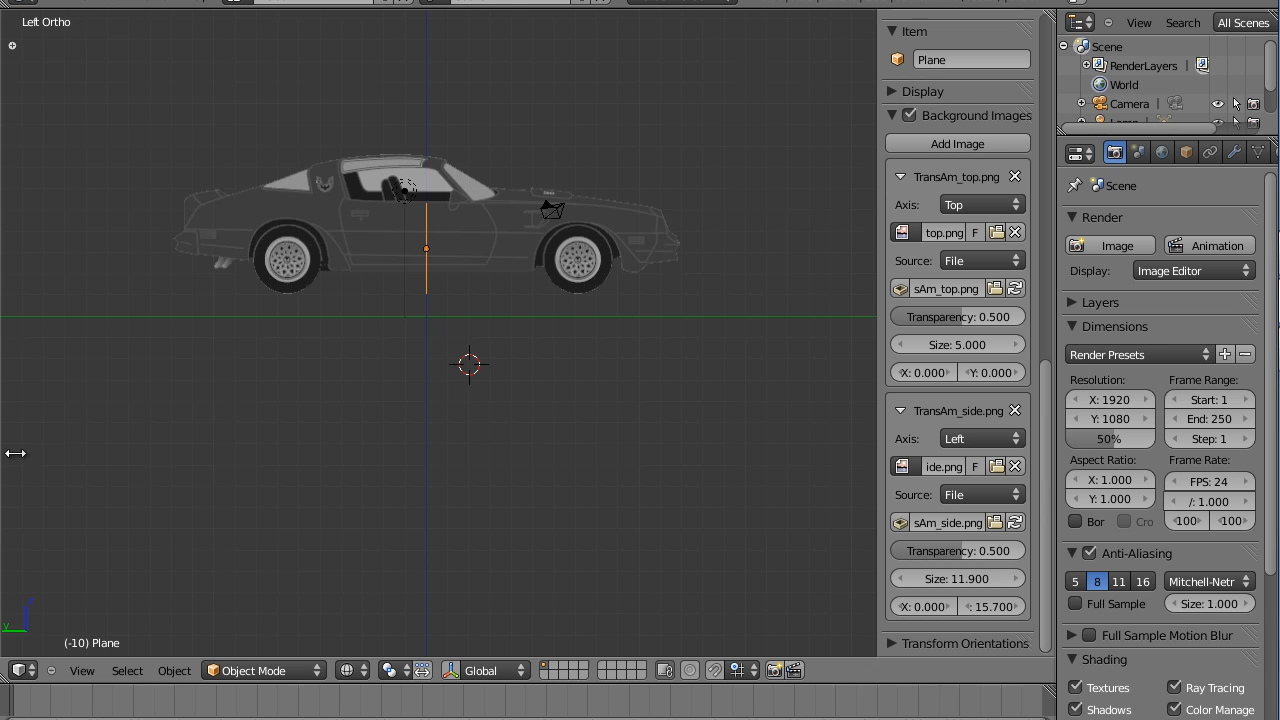 Left Ortho
(-10) Plane
z
y
View
Select
Object
Object Mode
Global
Item
Plane
Display
Background Images
Add Image
TransAm_top.png
Axis: Top
top.png F
Source: File
sAm_top.png
Transparency: 0.500
Size: 5.000
X: 0.000 Y: 0.000
TransAm_side.png
Axis: Left
ide.png F
Source: File
sAm_side.png
Transparency: 0.500
Size: 11.900
X: 0.000 : 15.700
Transform Orientations
View Search All Scenes
Scene
RenderLayers |
World
Camera |
Scene
Render
Image Animation
Display: Image Editor
Layers
Dimensions
Render Presets
Resolution: Frame Range:
X: 1920 Start: 1
Y: 1080 End: 250
50% Step: 1
Aspect Ratio: Frame Rate:
X: 1.000 FPS: 24
Y: 1.000 /: 1.000
Bor Cro 100 100
Anti-Aliasing
5 8 11 16 Mitchell-Netr
Full Sample Size: 1.000
Full Sample Motion Blur
Shading
Textures Ray Tracing
Shadows Color Manage